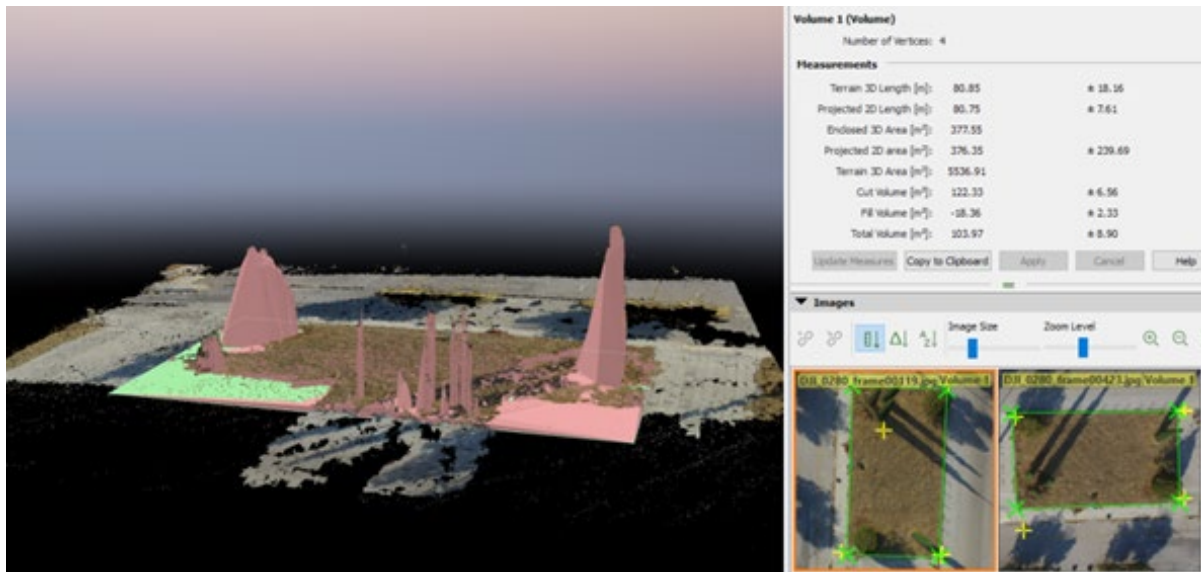 Volume 1 (Volume)
Number of Vertices: 4
Measurements
Terrain 3D Length [m]: 80.85 ± 18.16
Projected 2D Length [m]: 80.75 ± 7.61
Enclosed 3D Area [m²]: 377.55
Projected 2D area [m²]: 376.35 ± 239.69
Terrain 3D Area [m²]: 5536.91
Cut Volume [m³]: 122.33 ± 6.56
Fill Volume [m³]: -18.36 ± 2.33
Total Volume [m³]: 103.97 ± 8.90
Update Measures Copy to Clipboard Apply Cancel Help
Images
Image Size Zoom Level
DJI_0280_frame00119.jpg Volume 1 DJI_0280_frame00423.jpg Volume 1